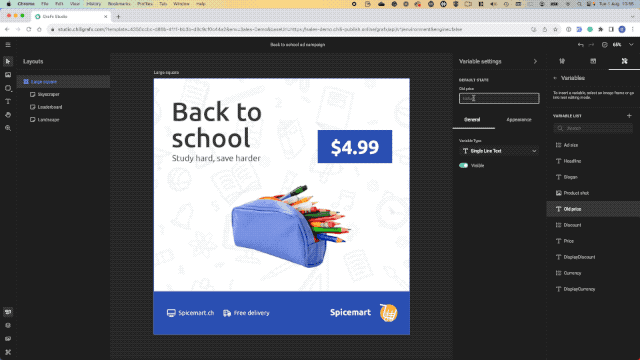 Chrome File Edit View History Bookmarks Profiles Tab Window Help
Tue 1 Aug
Grafx Studio
Back to school ad campaign
68%
Layouts
Large square
Skyscraper
Leaderboard
Landscape
Large square
Back to
school
Study hard, save harder
$4.99
Spicemart.ch
Free delivery
Spicemart
Variable settings
DEFAULT STATE
Old price
General
Appearance
Variable Type
Single Line Text
Visible
Variables
To insert a variable, select an image frame or go
into text editing mode.
VARIABLE LIST
Search
Ad size
Headline
Slogan
Product shot
Old price
Discount
Price
DisplayDiscount
Currency
DisplayCurrency